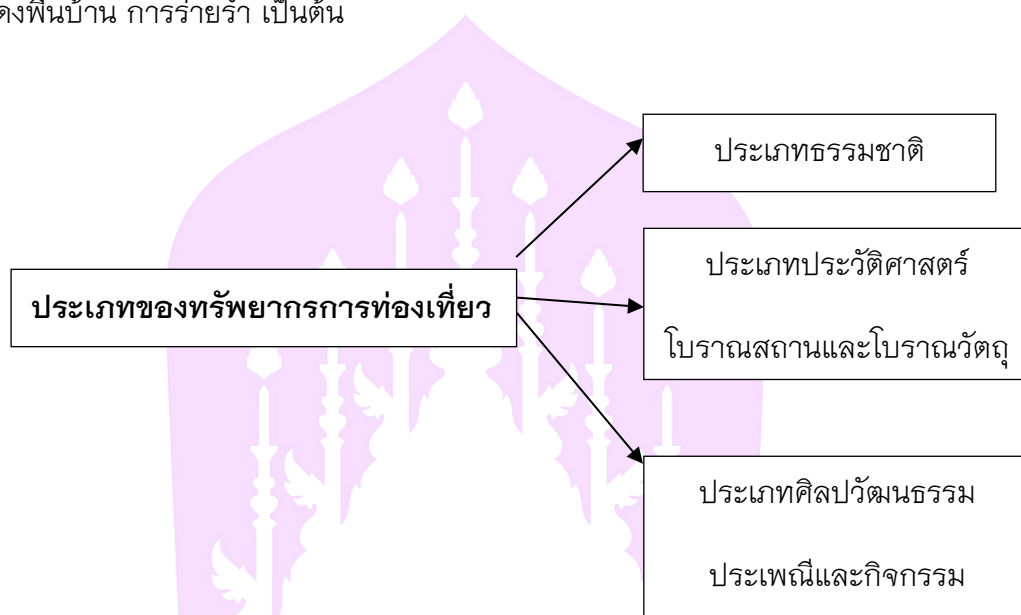 ดงพื้นบ้าน การร่ายรำ เป็นต้น
ประเภทธรรมชาติ
ประเภทของทรัพยากรการท่องเที่ยว
ประเภทประวัติศาสตร์
โบราณสถานและโบราณวัตถุ
ประเภทศิลปวัฒนธรรม
ประเพณีและกิจกรรม